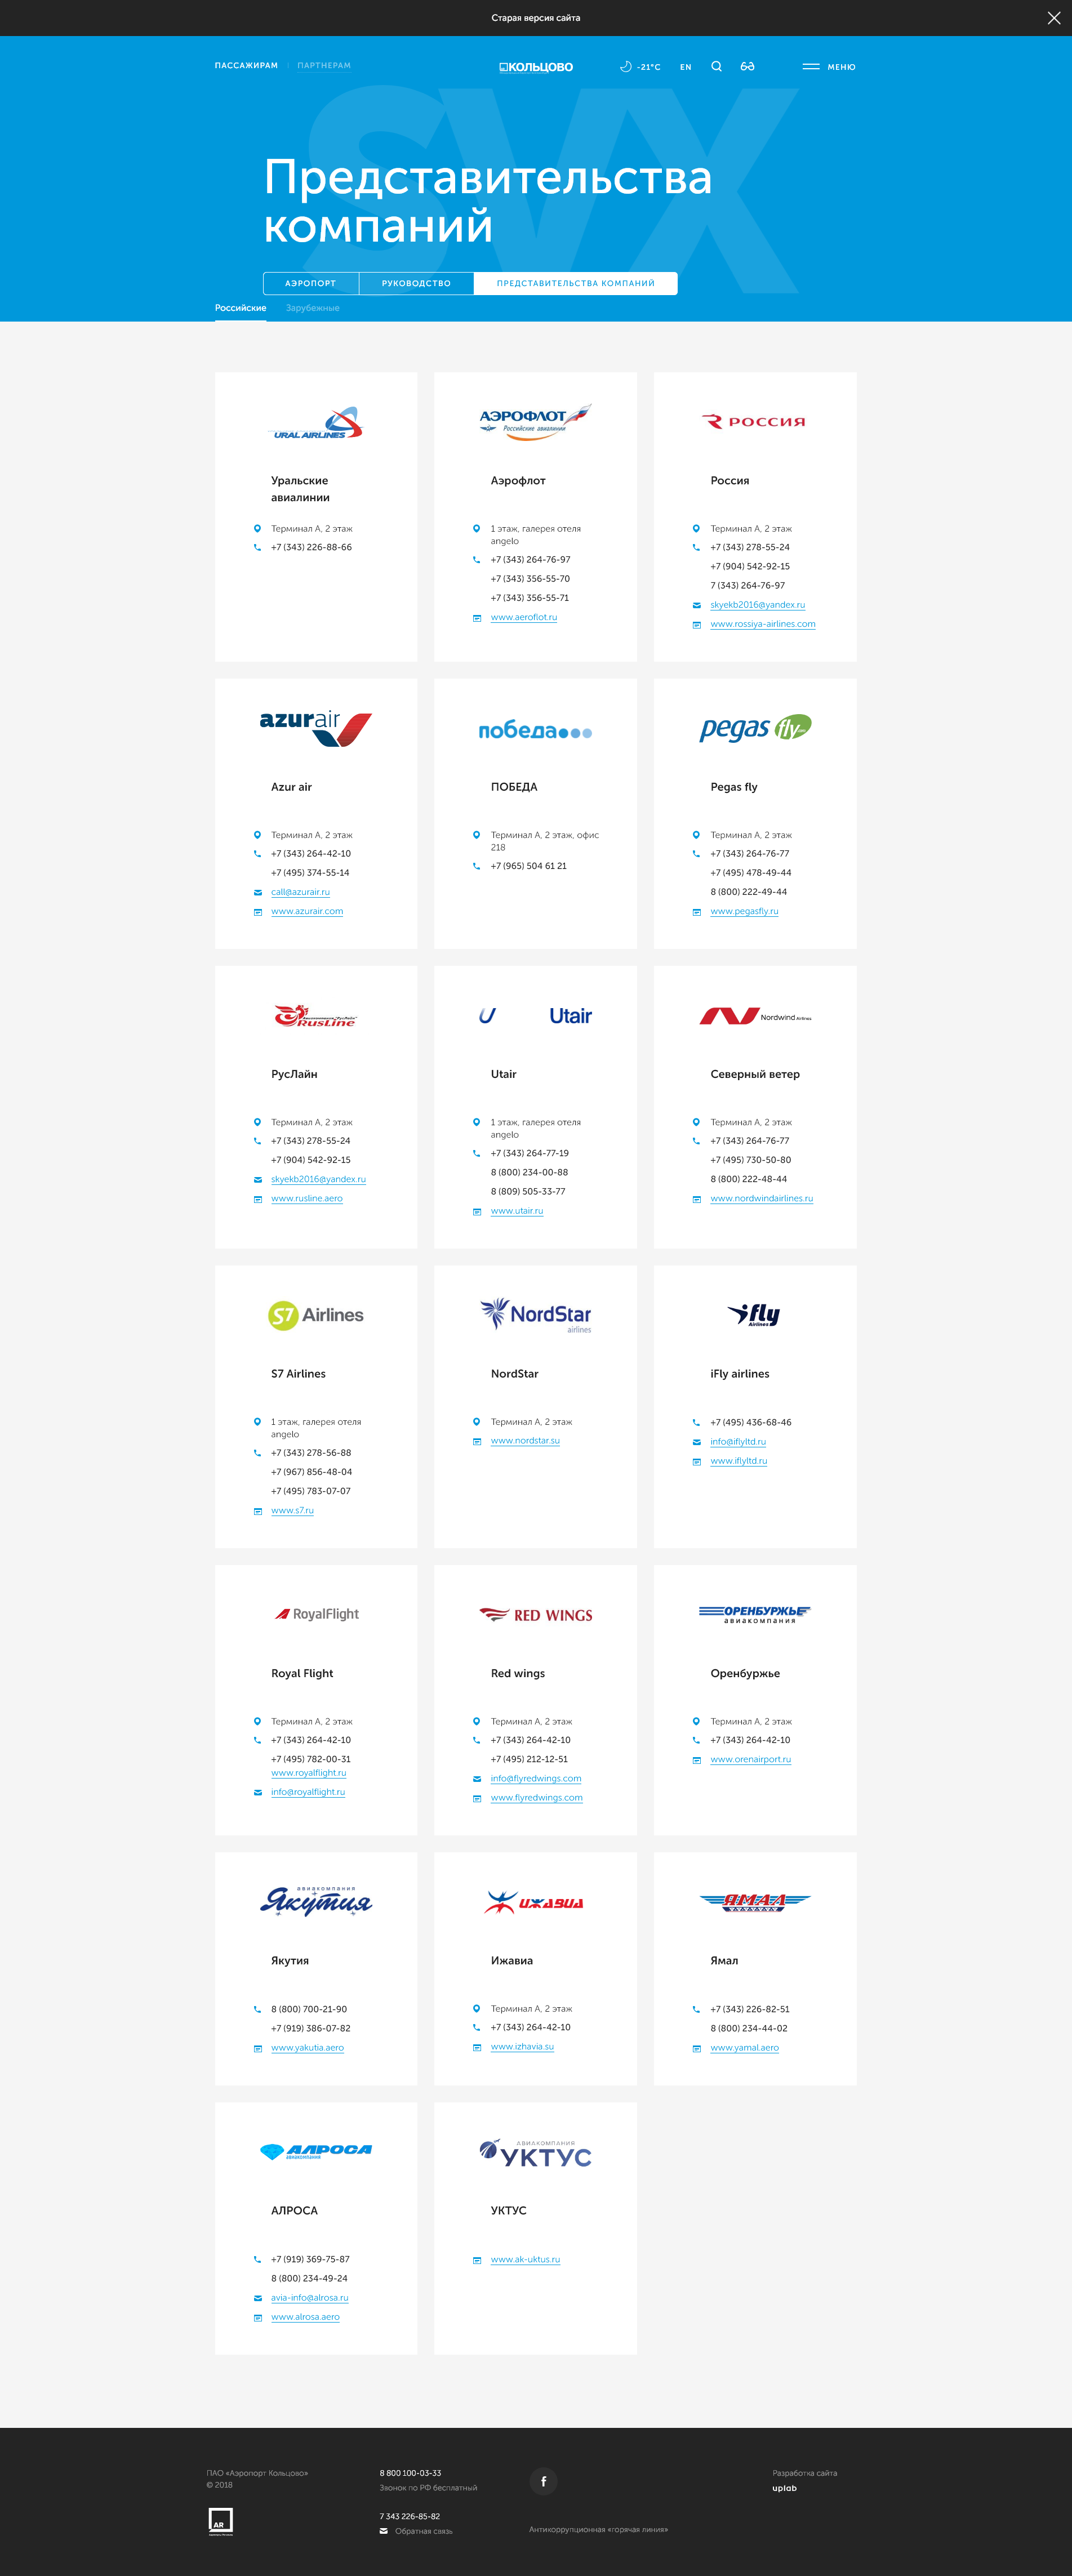 Старая версия сайта
ПАССАЖИРАМ / ПАРТНЕРАМ
КОЛЬЦОВО
-21°C EN
МЕНЮ
SVX
Представительства
компаний
АЭРОПОРТ РУКОВОДСТВО ПРЕДСТАВИТЕЛЬСТВА КОМПАНИЙ
Российские Зарубежные
URAL AIRLINES
Уральские
авиалинии
Терминал А, 2 этаж
+7 (343) 226-88-66
АЭРОФЛОТ
Российские авиалинии
Аэрофлот
1 этаж, галерея отеля
angelo
+7 (343) 264-76-97
+7 (343) 356-55-70
+7 (343) 356-55-71
www.aeroflot.ru
РОССИЯ
Россия
Терминал А, 2 этаж
+7 (343) 278-55-24
+7 (904) 542-92-15
7 (343) 264-76-97
skyekb2016@yandex.ru
www.rossiya-airlines.com
azurair
Azur air
Терминал А, 2 этаж
+7 (343) 264-42-10
+7 (495) 374-55-14
call@azurair.ru
www.azurair.com
победа
ПОБЕДА
Терминал А, 2 этаж, офис
218
+7 (965) 504 61 21
pegas fly
Pegas fly
Терминал А, 2 этаж
+7 (343) 264-76-77
+7 (495) 478-49-44
8 (800) 222-49-44
www.pegasfly.ru
RUSLINE
РусЛайн
Терминал А, 2 этаж
+7 (343) 278-55-24
+7 (904) 542-92-15
skyekb2016@yandex.ru
www.rusline.aero
Utair
Utair
1 этаж, галерея отеля
angelo
+7 (343) 264-77-19
8 (800) 234-00-88
8 (809) 505-33-77
www.utair.ru
Nordwind Airlines
Северный ветер
Терминал А, 2 этаж
+7 (343) 264-76-77
+7 (495) 730-50-80
8 (800) 222-48-44
www.nordwindairlines.ru
S7 Airlines
S7 Airlines
1 этаж, галерея отеля
angelo
+7 (343) 278-56-88
+7 (967) 856-48-04
+7 (495) 783-07-07
www.s7.ru
NordStar
airlines
NordStar
Терминал А, 2 этаж
www.nordstar.su
ifly
Airlines
iFly airlines
+7 (495) 436-68-46
info@iflyltd.ru
www.iflyltd.ru
RoyalFlight
Royal Flight
Терминал А, 2 этаж
+7 (343) 264-42-10
+7 (495) 782-00-31
www.royalflight.ru
info@royalflight.ru
RED WINGS
Red wings
Терминал А, 2 этаж
+7 (343) 264-42-10
+7 (495) 212-12-51
info@flyredwings.com
www.flyredwings.com
ОРЕНБУРЖЬЕ
авиакомпания
Оренбуржье
Терминал А, 2 этаж
+7 (343) 264-42-10
www.orenairport.ru
авиакомпания
Якутия
Якутия
8 (800) 700-21-90
+7 (919) 386-07-82
www.yakutia.aero
ИЖАВИА
Ижавиа
Терминал А, 2 этаж
+7 (343) 264-42-10
www.izhavia.su
ЯМАЛ
Ямал
+7 (343) 226-82-51
8 (800) 234-44-02
www.yamal.aero
АЛРОСА
авиакомпания
АЛРОСА
+7 (919) 369-75-87
8 (800) 234-49-24
avia-info@alrosa.ru
www.alrosa.aero
АВИАКОМПАНИЯ
УКТУС
УКТУС
www.ak-uktus.ru
ПАО «Аэропорт Кольцово»
© 2018
AR
8 800 100-03-33
Звонок по РФ бесплатный
7 343 226-85-82
Обратная связь
f
Антикоррупционная «горячая линия»
Разработка сайта
uplab